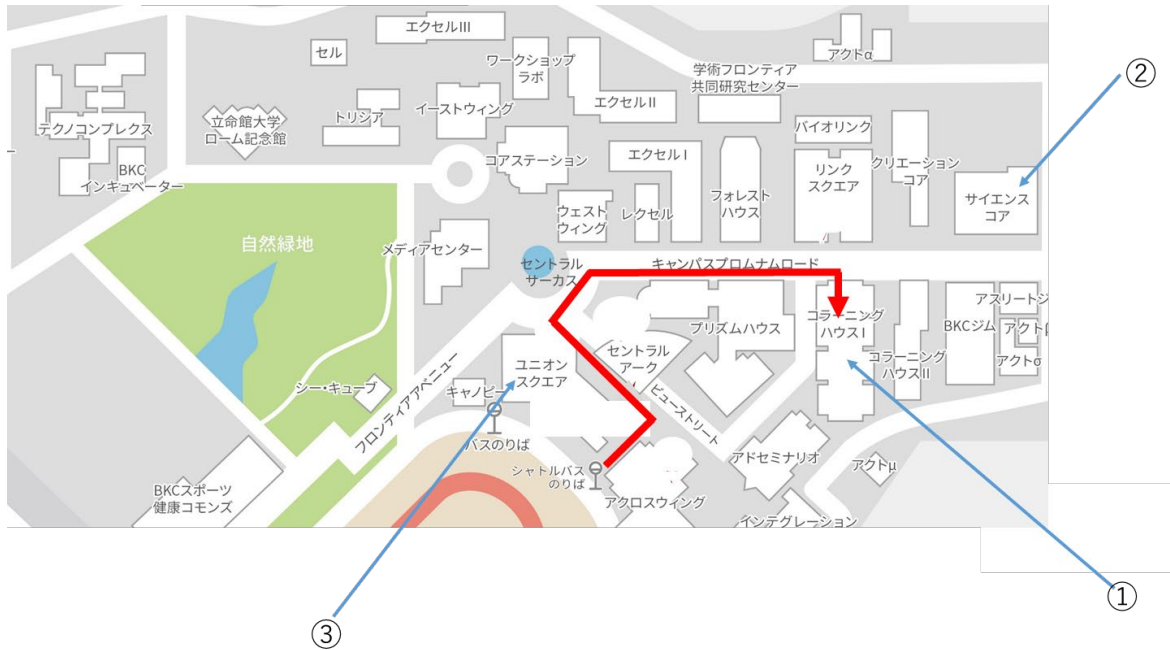 エクセルIII
セル
ワークショップ
ラボ
アクトα
学術フロンティア
共同研究センター
②
イーストウィング
エクセルII
トリシア
立命館大学
ローム記念館
テクノコンプレクス
バイオリンク
コアステーション
エクセルI
リンク
スクエア
クリエーション
コア
BKC
インキュベーター
フォレスト
ハウス
サイエンス
コア
ウェスト
ウィング
レクセル
自然緑地
メディアセンター
セントラル
サーカス
キャンパスプロムナムロード
アスリートジ
コラーニング
ハウスI
プリズムハウス
BKCジム
アクトβ
セントラル
アーク
コラーニング
ハウスII
アクトσ
ユニオン
スクエア
シー・キューブ
キャノピー
フロンティアアベニュー
ビューストリート
バスのりば
アドセミナリオ
アクトμ
シャトルバス
のりば
BKCスポーツ
健康コモンズ
アクロスウィング
インテグレーション
①
③